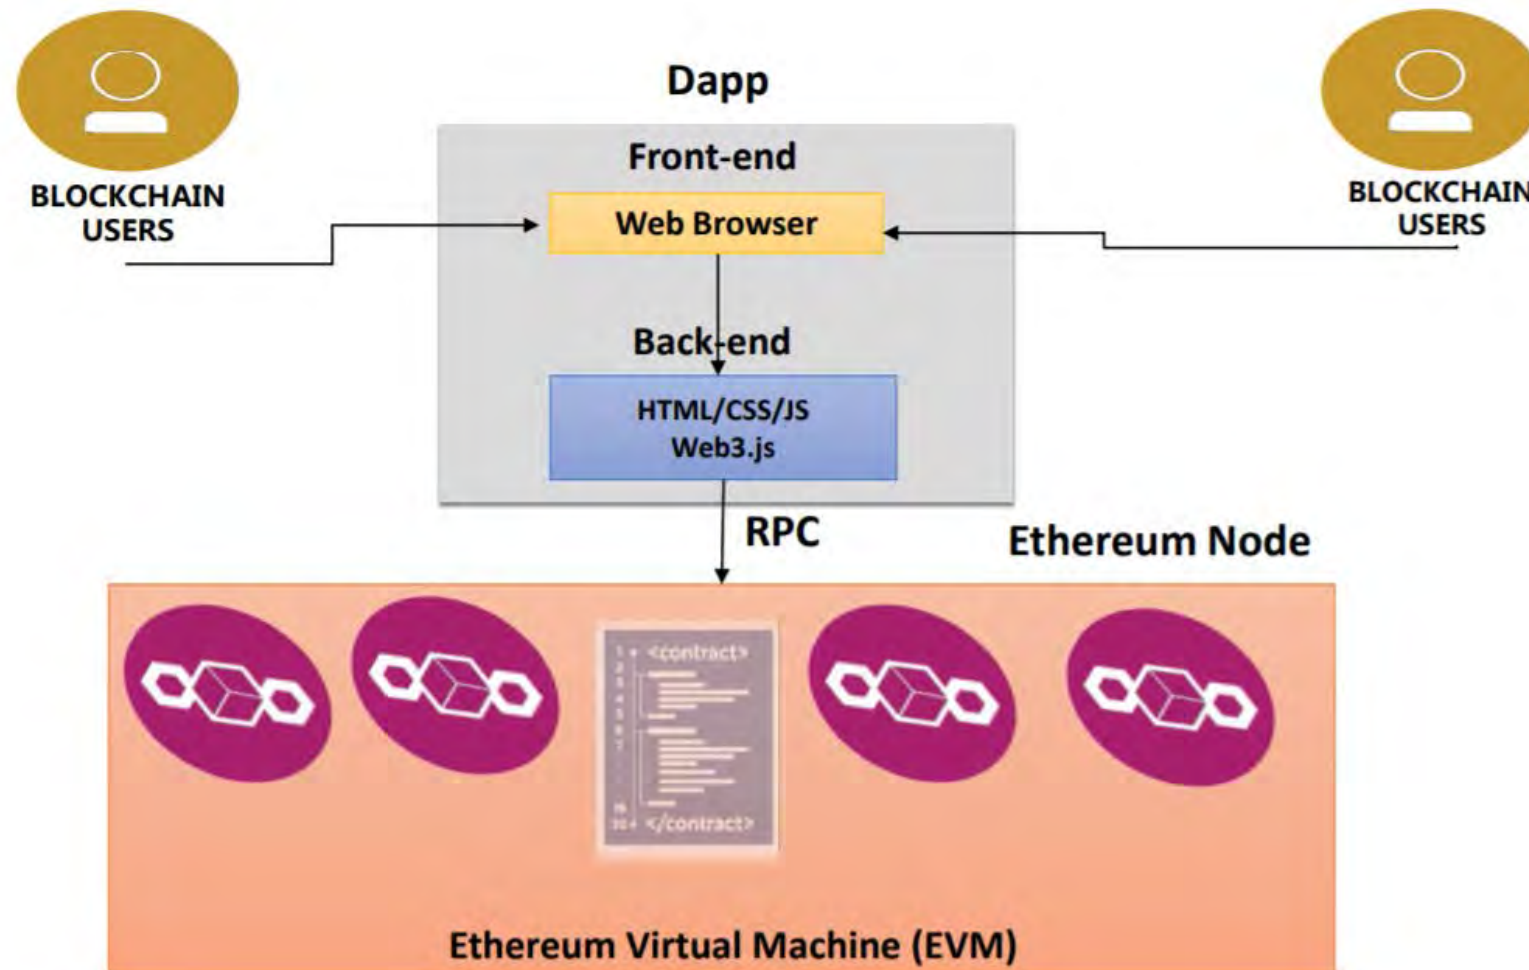 Dapp
BLOCKCHAIN
USERS
Front-end
Web Browser
BLOCKCHAIN
USERS
Back-end
HTML/CSS/JS
Web3.js
RPC
Ethereum Node
<contract>
</contract>
Ethereum Virtual Machine (EVM)